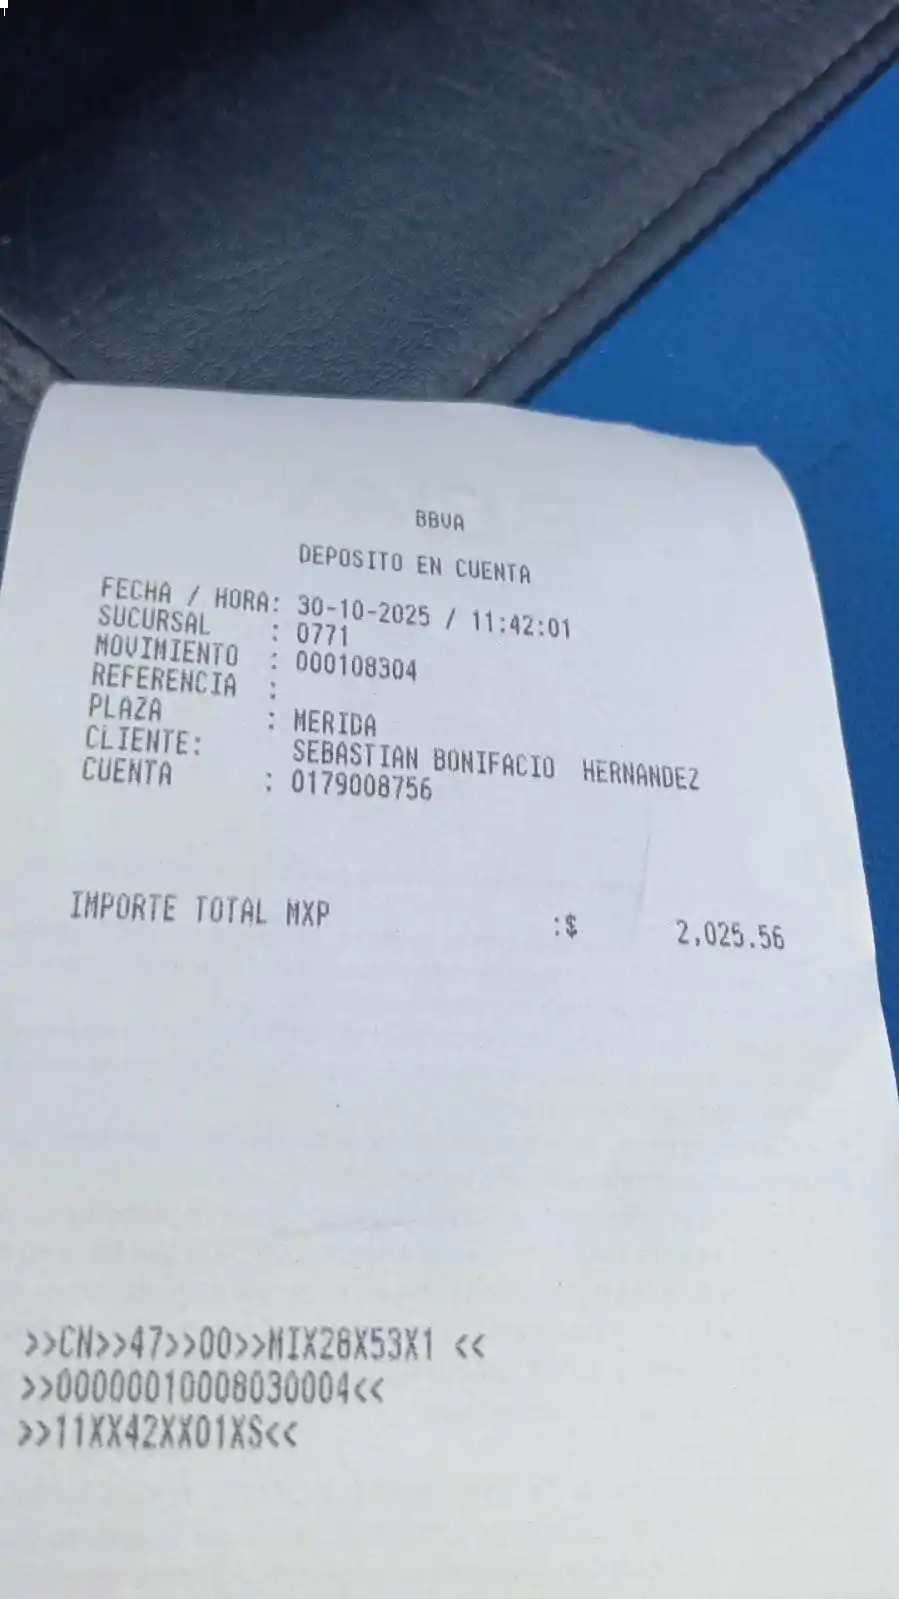 BBVA
DEPOSITO EN CUENTA
FECHA / HORA: 30-10-2025 / 11:42:01
SUCURSAL : 0771
MOVIMIENTO : 000108304
REFERENCIA :
PLAZA : MERIDA
CLIENTE: SEBASTIAN BONIFACIO HERNANDEZ
CUENTA : 0179008756
IMPORTE TOTAL MXP :$ 2,025.56
>>CN>>47>>00>>MIX28X53X1 <<
>>00000010008030004<<
>>11XX42XX01XS<<